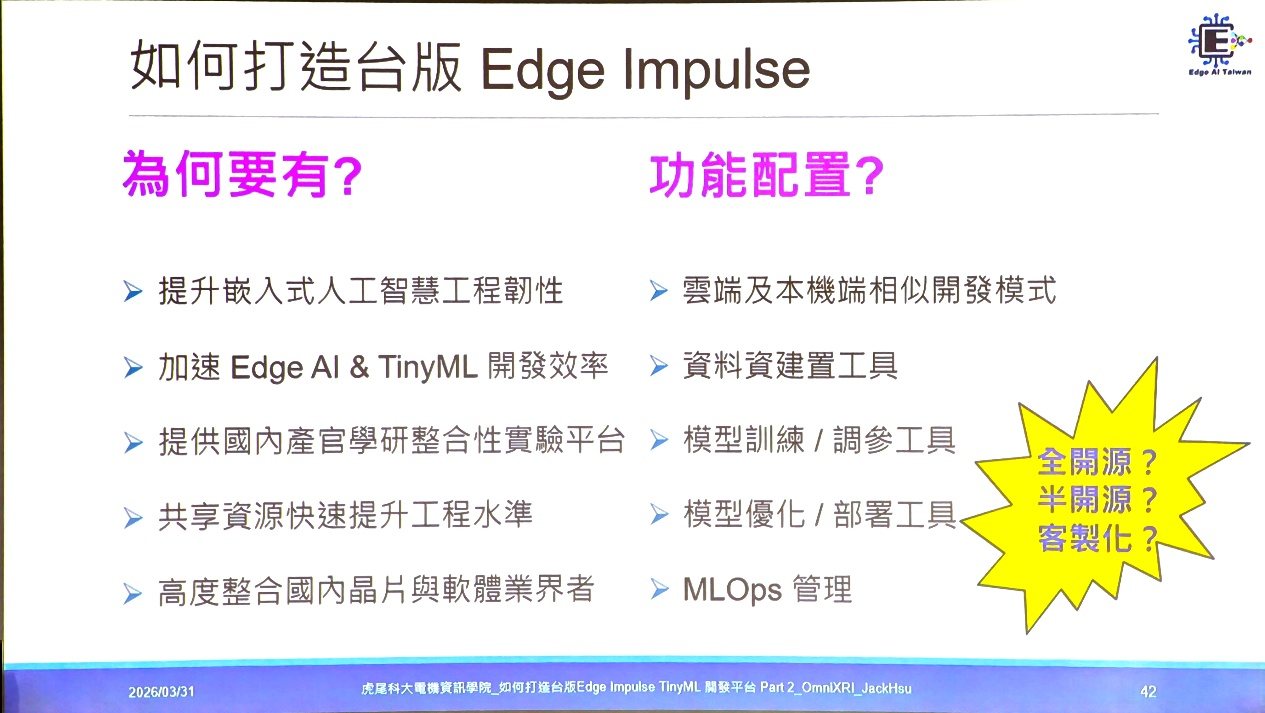 如何打造台版 Edge Impulse
Edge AI Taiwan
為何要有?
提升嵌入式人工智慧工程韌性
加速 Edge AI & TinyML 開發效率
提供國內產官學研整合性實驗平台
共享資源快速提升工程水準
高度整合國內晶片與軟體業界者
功能配置?
雲端及本機端相似開發模式
資料資建置工具
模型訓練 / 調參工具
模型優化 / 部署工具
MLOps 管理
全開源？
半開源？
客製化？
2026/03/31
虎尾科大電機資訊學院_如何打造台版Edge Impulse TinyML 開發平台 Part 2_OmniXRI_JackHsu
42